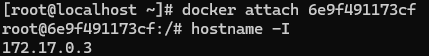 [root@localhost ~]# docker attach 6e9f491173cf
root@6e9f491173cf:/# hostname -I
172.17.0.3